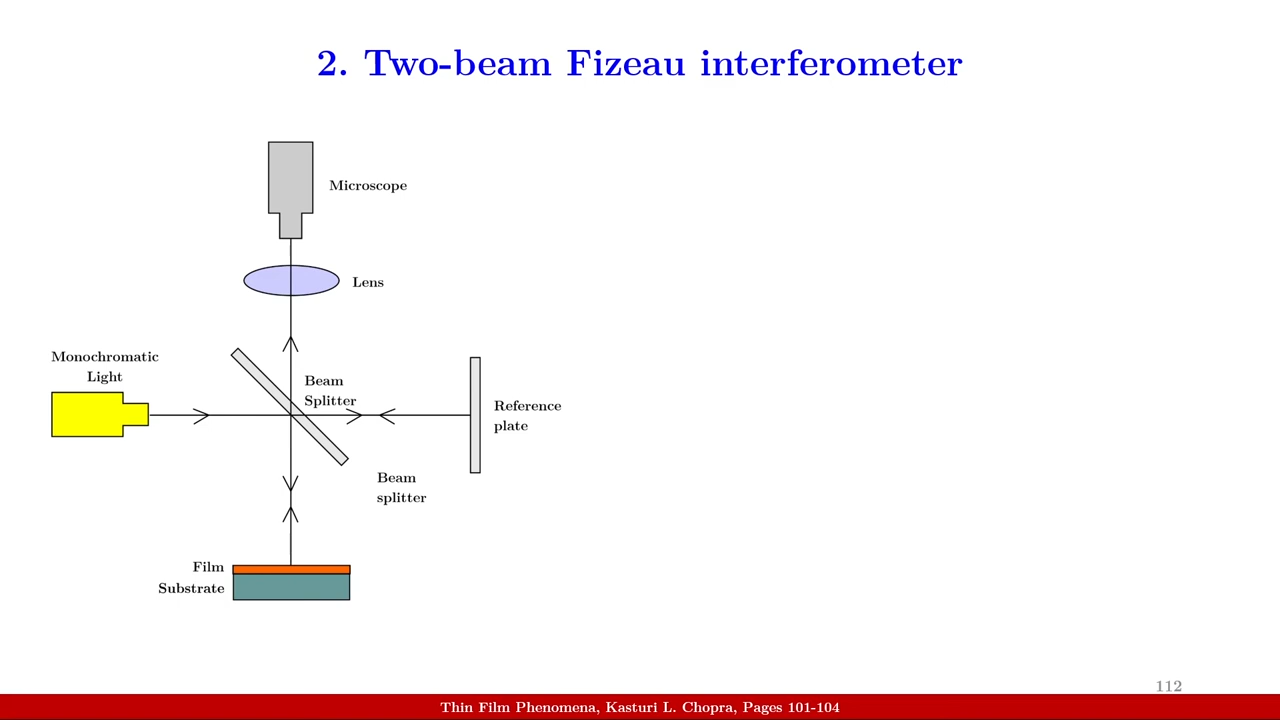 2. Two-beam Fizeau interferometer
Microscope
Lens
Monochromatic
Light
Beam
Splitter
Reference
plate
Beam
splitter
Film
Substrate
112
Thin Film Phenomena, Kasturi L. Chopra, Pages 101-104